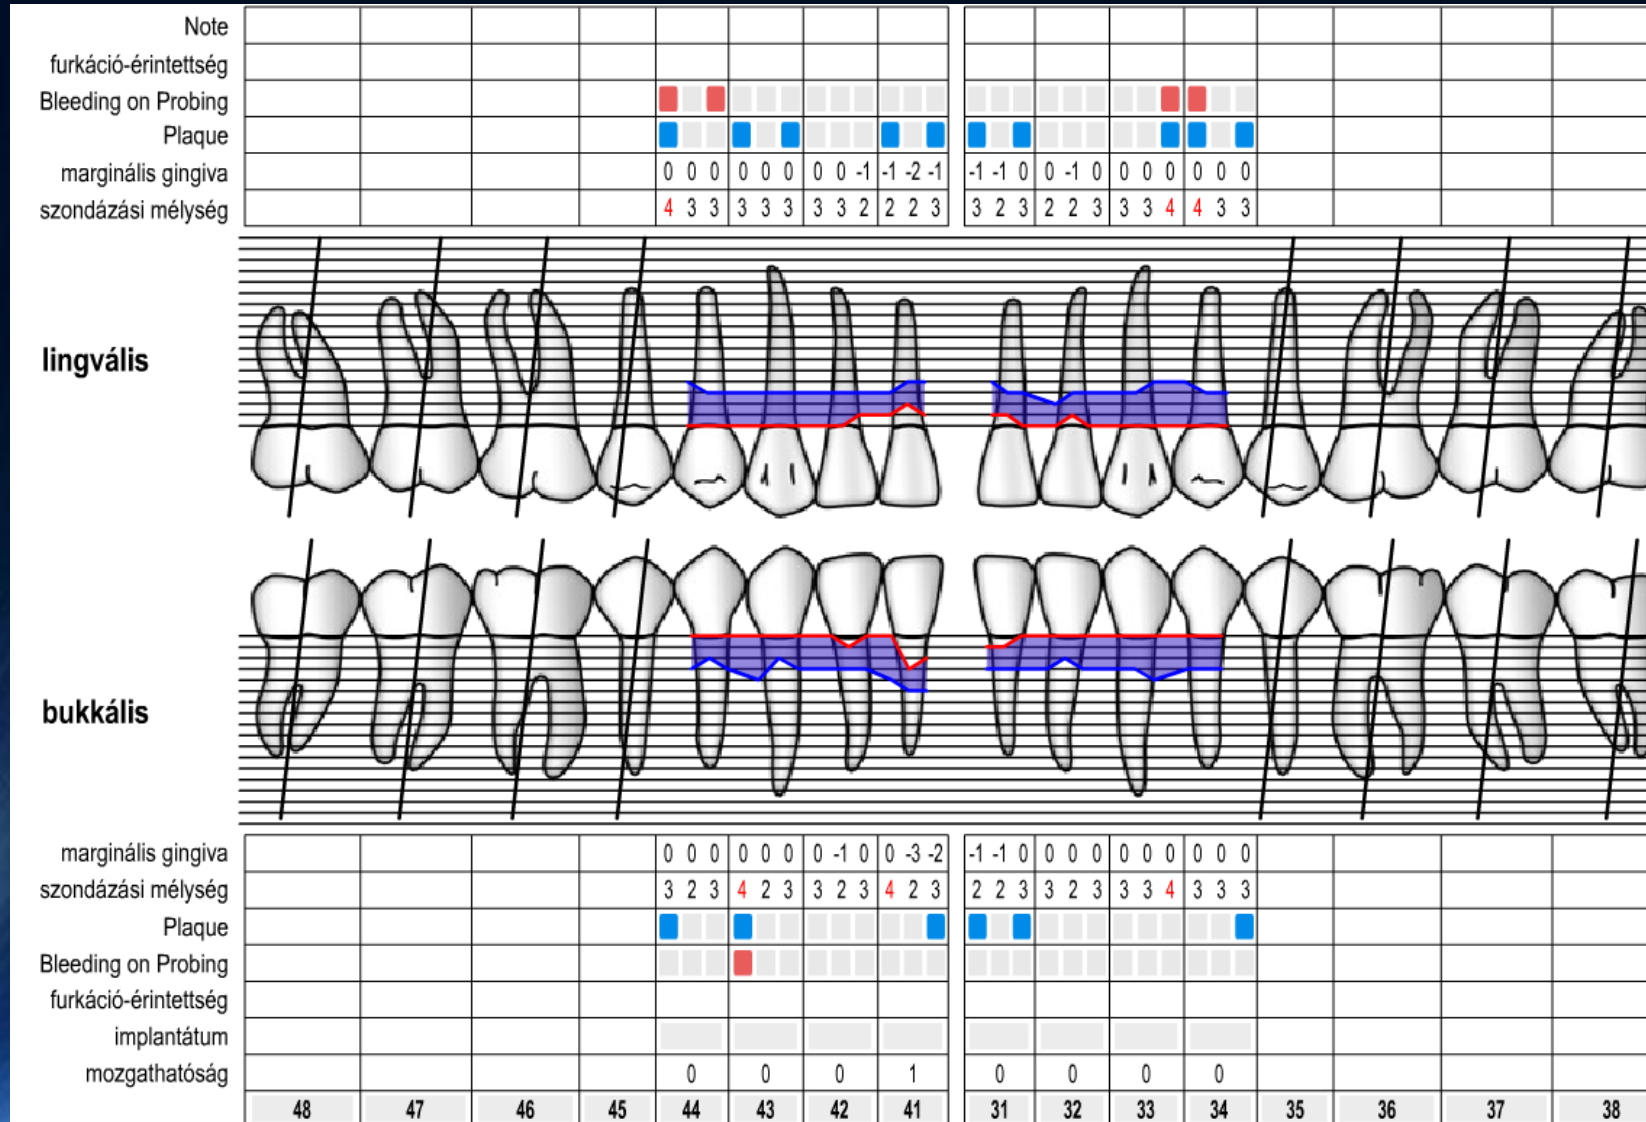 Note
furkáció-érintettség
Bleeding on Probing
Plaque
marginális gingiva 0 0 0 0 0 0 0 0 -1 -1 -2 -1 -1 -1 0 0 -1 0 0 0 0 0 0 0
szondázási mélység 4 3 3 3 3 3 3 3 2 2 2 3 3 2 3 2 2 3 3 3 4 4 3 3
lingvális
bukkális
marginális gingiva 0 0 0 0 0 0 0 -1 0 0 -3 -2 -1 -1 0 0 0 0 0 0 0 0 0 0
szondázási mélység 3 2 3 4 2 3 3 2 3 4 2 3 2 2 3 3 2 3 3 3 4 3 3 3
Plaque
Bleeding on Probing
furkáció-érintettség
implantátum
mozgathatóság 0 0 0 1 0 0 0 0
48 47 46 45 44 43 42 41 31 32 33 34 35 36 37 38